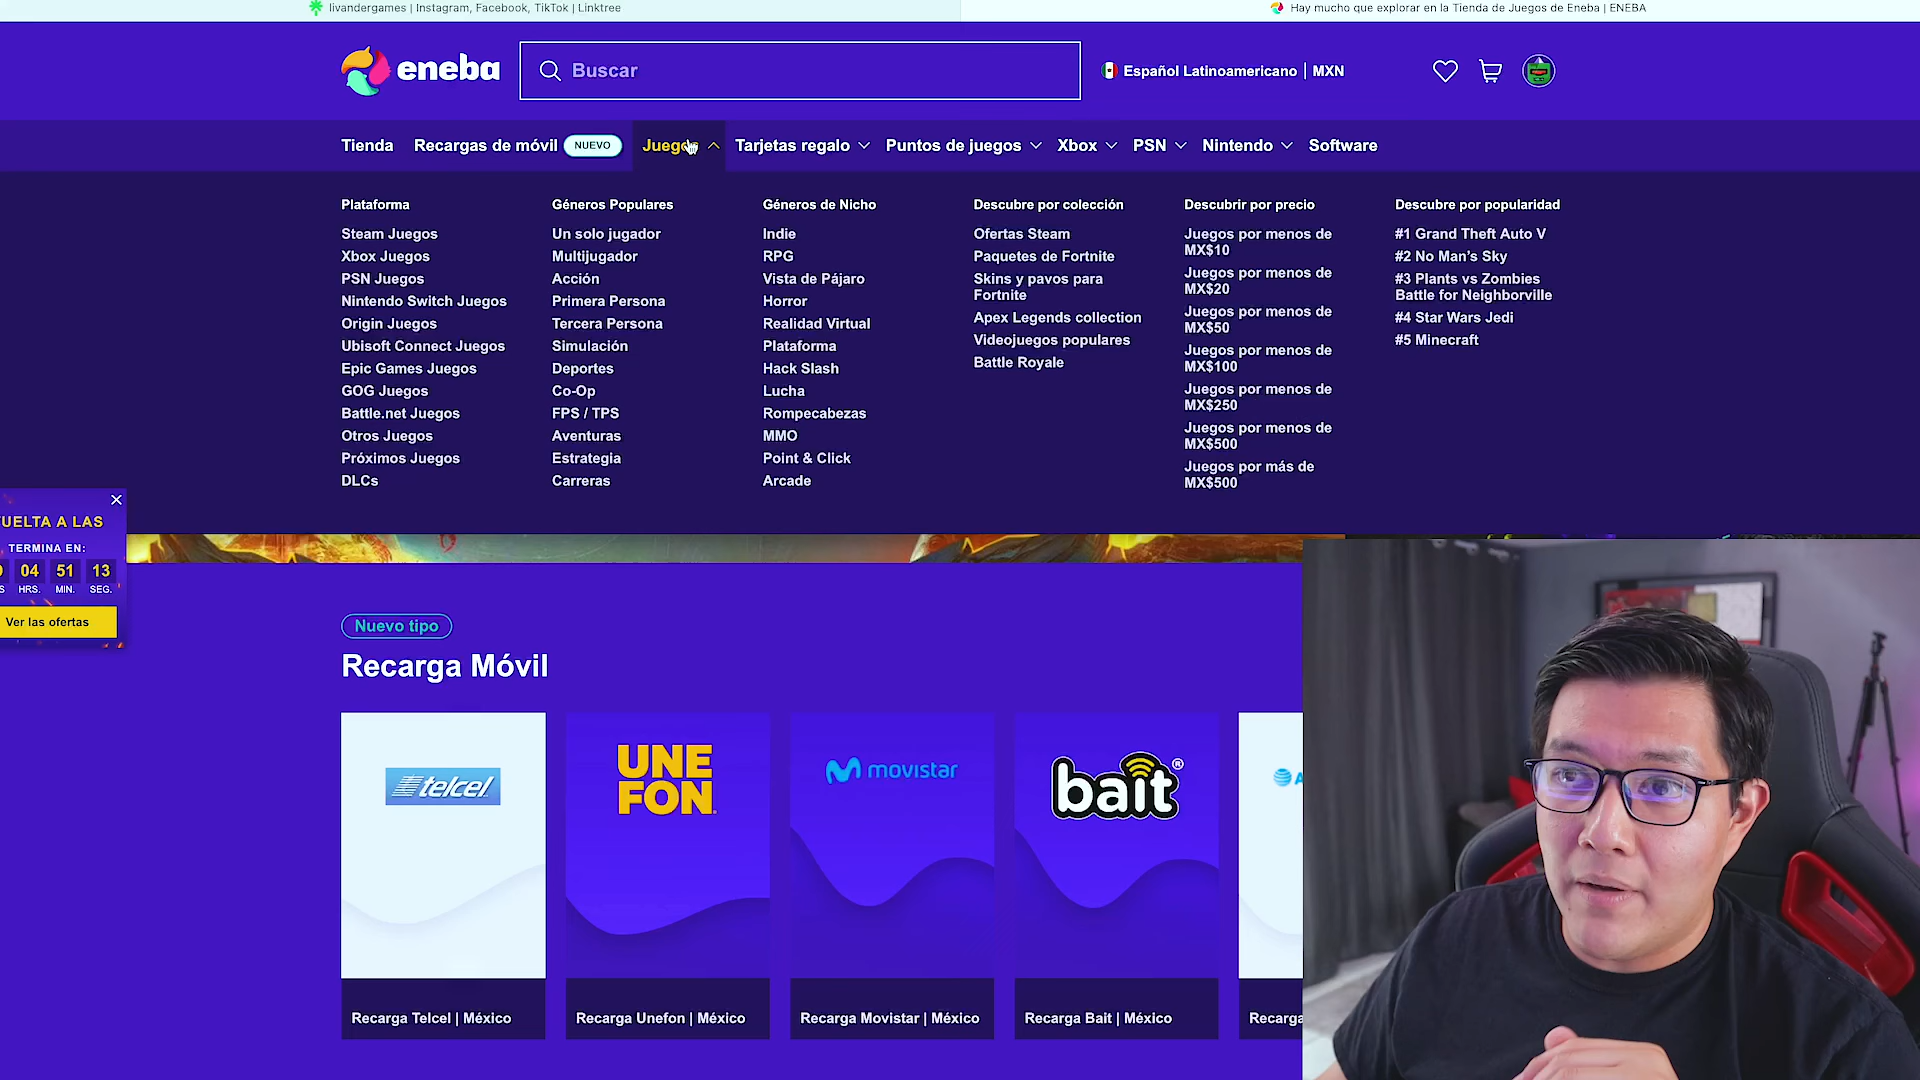 livandergames | Instagram, Facebook, TikTok | Linktree
Hay mucho que explorar en la Tienda de Juegos de Eneba | ENEBA
eneba
Buscar
Español Latinoamericano | MXN
Tienda
Recargas de móvil
NUEVO
Tarjetas regalo
Puntos de juegos
Xbox
PSN
Nintendo
Software
Plataforma
Steam Juegos
Xbox Juegos
PSN Juegos
Nintendo Switch Juegos
Origin Juegos
Ubisoft Connect Juegos
Epic Games Juegos
GOG Juegos
Battle.net Juegos
Otros Juegos
Próximos Juegos
DLCs
Géneros Populares
Un solo jugador
Multijugador
Acción
Primera Persona
Tercera Persona
Simulación
Deportes
Co-Op
FPS / TPS
Aventuras
Estrategia
Carreras
Géneros de Nicho
Indie
RPG
Vista de Pájaro
Horror
Realidad Virtual
Plataforma
Hack Slash
Lucha
Rompecabezas
MMO
Point & Click
Arcade
Descubre por colección
Ofertas Steam
Paquetes de Fortnite
Skins y pavos para
Fortnite
Apex Legends collection
Videojuegos populares
Battle Royale
Descubrir por precio
Juegos por menos de
MX$10
Juegos por menos de
MX$20
Juegos por menos de
MX$50
Juegos por menos de
MX$100
Juegos por menos de
MX$250
Juegos por menos de
MX$500
Juegos por más de
MX$500
Descubre por popularidad
#1 Grand Theft Auto V
#2 No Man's Sky
#3 Plants vs Zombies
Battle for Neighborville
#4 Star Wars Jedi
#5 Minecraft
A LAS
TERMINA EN:
04 51 13
HRS. MIN. SEG.
Ver las ofertas
Nuevo tipo
Recarga Móvil
telcel
UNE
FON
movistar
bait®
Recarga Telcel | México
Recarga Unefon | México
Recarga Movistar | México
Recarga Bait | México
Recarga